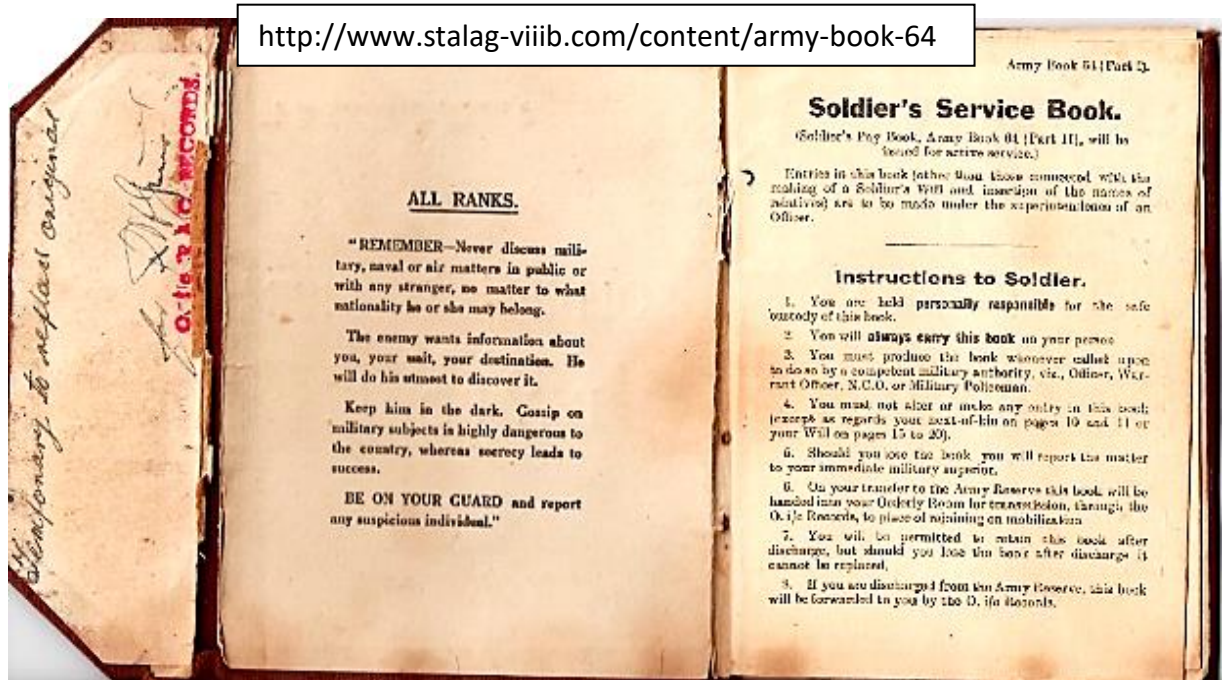 http://www.stalag-viiib.com/content/army-book-64
Temporary to replace original
for
O. i/c R.A.C. RECORDS.
ALL RANKS.
"REMEMBER—Never discuss mili-
tary, naval or air matters in public or
with any stranger, no matter to what
nationality he or she may belong.
The enemy wants information about
you, your unit, your destination. He
will do his utmost to discover it.
Keep him in the dark. Gossip on
military subjects is highly dangerous to
the country, whereas secrecy leads to
success.
BE ON YOUR GUARD and report
any suspicious individual."
Army Book 64 (Part I).
Soldier's Service Book.
(Soldier's Pay Book, Army Book 64 (Part II), will be
issued for active service.)
Entries in this book (other than those connected with the
making of a Soldier's Will and insertion of the names of
relatives) are to be made under the superintendence of an
Officer.
Instructions to Soldier.
1. You are held personally responsible for the safe
custody of this book.
2. You will always carry this book on your person
3. You must produce the book whenever called upon
to do so by a competent military authority, viz., Officer, War-
rant Officer, N.C.O. or Military Policeman.
4. You must not alter or make any entry in this book
(except as regards your next-of-kin on pages 10 and 11 or
your Will on pages 15 to 20).
5. Should you lose the book you will report the matter
to your immediate military superior.
6. On your transfer to the Army Reserve this book will be
handed into your Orderly Room for transmission, through the
O. i/c Records, to place of rejoining on mobilization
7. You will be permitted to retain this book after
discharge, but should you lose the book after discharge it
cannot be replaced.
8. If you are discharged from the Army Reserve, this book
will be forwarded to you by the O. i/c Records.